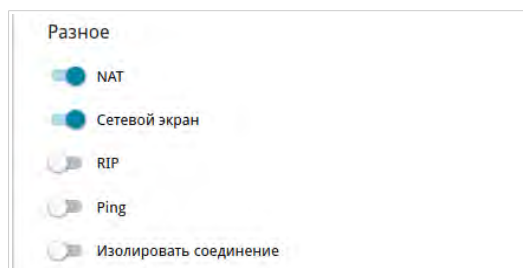 Разное
NAT
Сетевой экран
RIP
Ping
Изолировать соединение